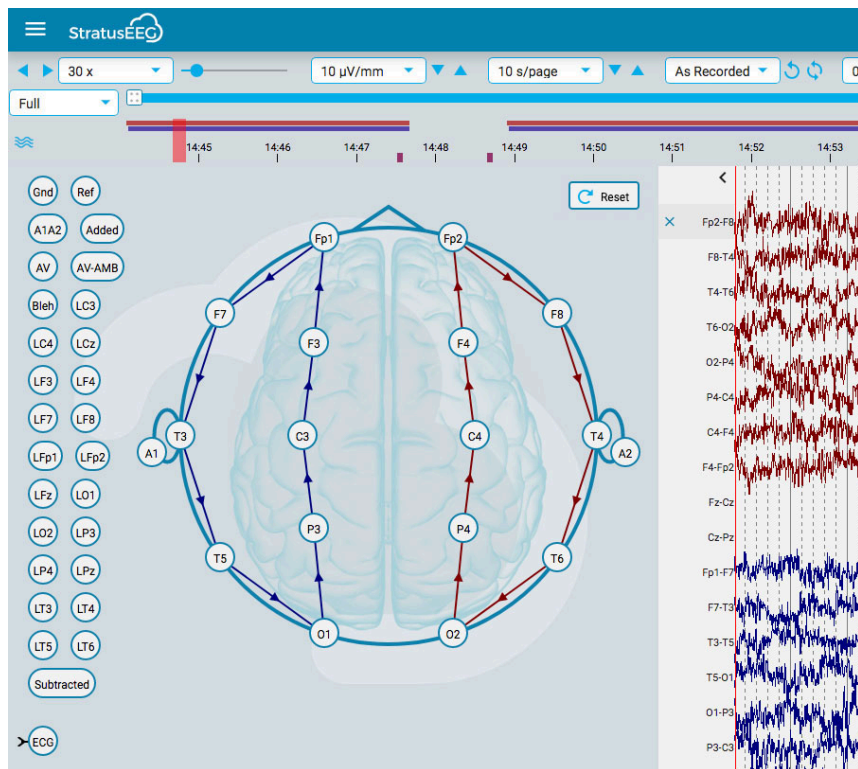 StratusEEG
30 x
10 µV/mm
10 s/page
As Recorded
0
Full
14:45 14:46 14:47 14:48 14:49 14:50 14:51 14:52 14:53
Reset
Gnd Ref
A1A2 Added
AV AV-AMB
Bleh LC3
LC4 LCz
LF3 LF4
LF7 LF8
LFp1 LFp2
LFz LO1
LO2 LP3
LP4 LPz
LT3 LT4
LT5 LT6
Subtracted
ECG
Fp1 Fp2
F7 F3 F4 F8
A1 T3 C3 C4 T4 A2
T5 P3 P4 T6
O1 O2
Fp2-F8
F8-T4
T4-T6
T6-O2
O2-P4
P4-C4
C4-F4
F4-Fp2
Fz-Cz
Cz-Pz
Fp1-F7
F7-T3
T3-T5
T5-O1
O1-P3
P3-C3